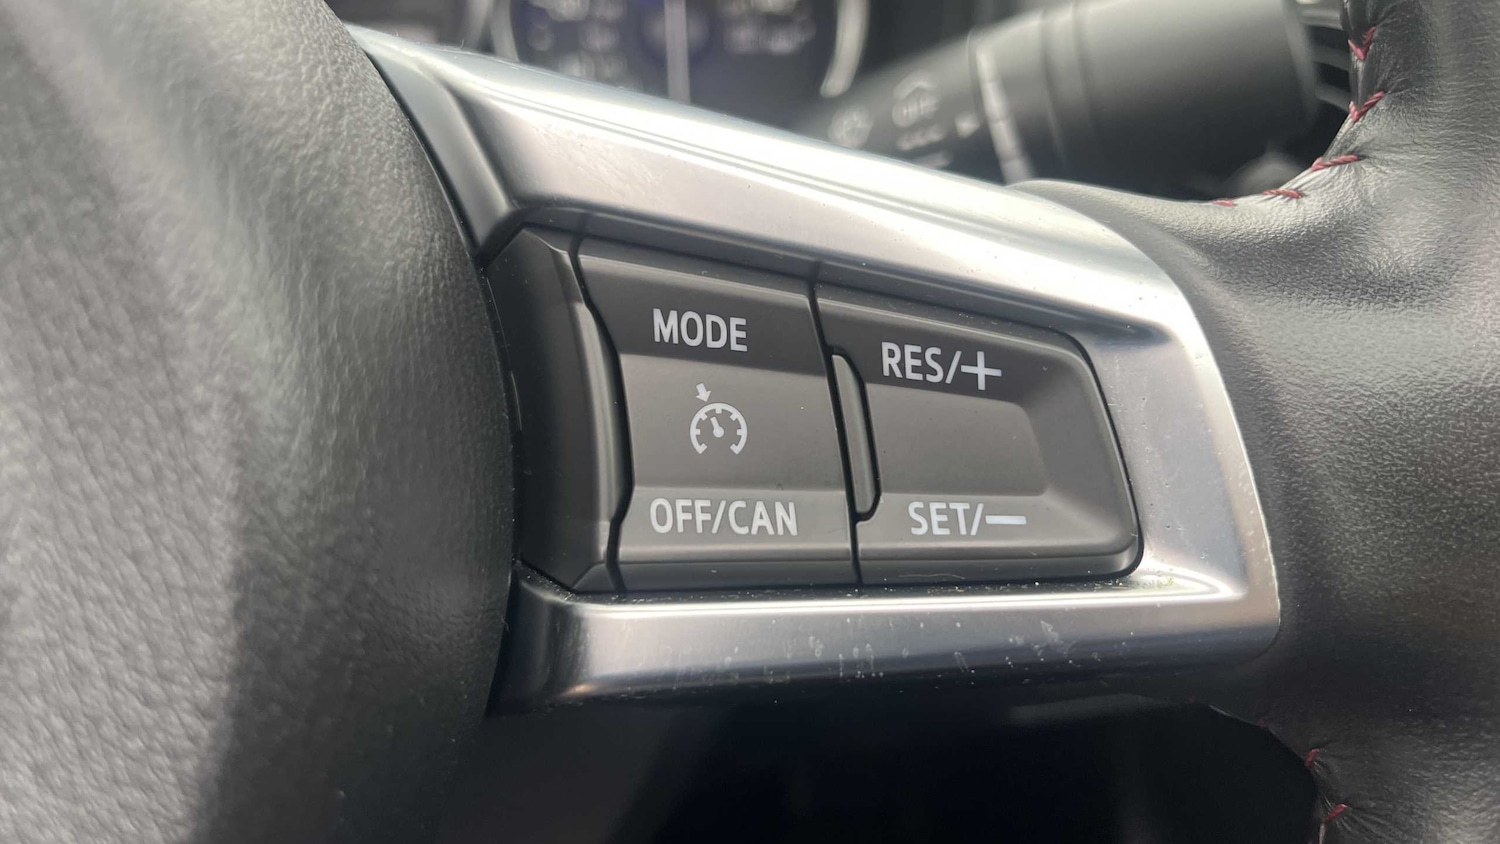 MODE
RES/+
OFF/CAN
SET/—